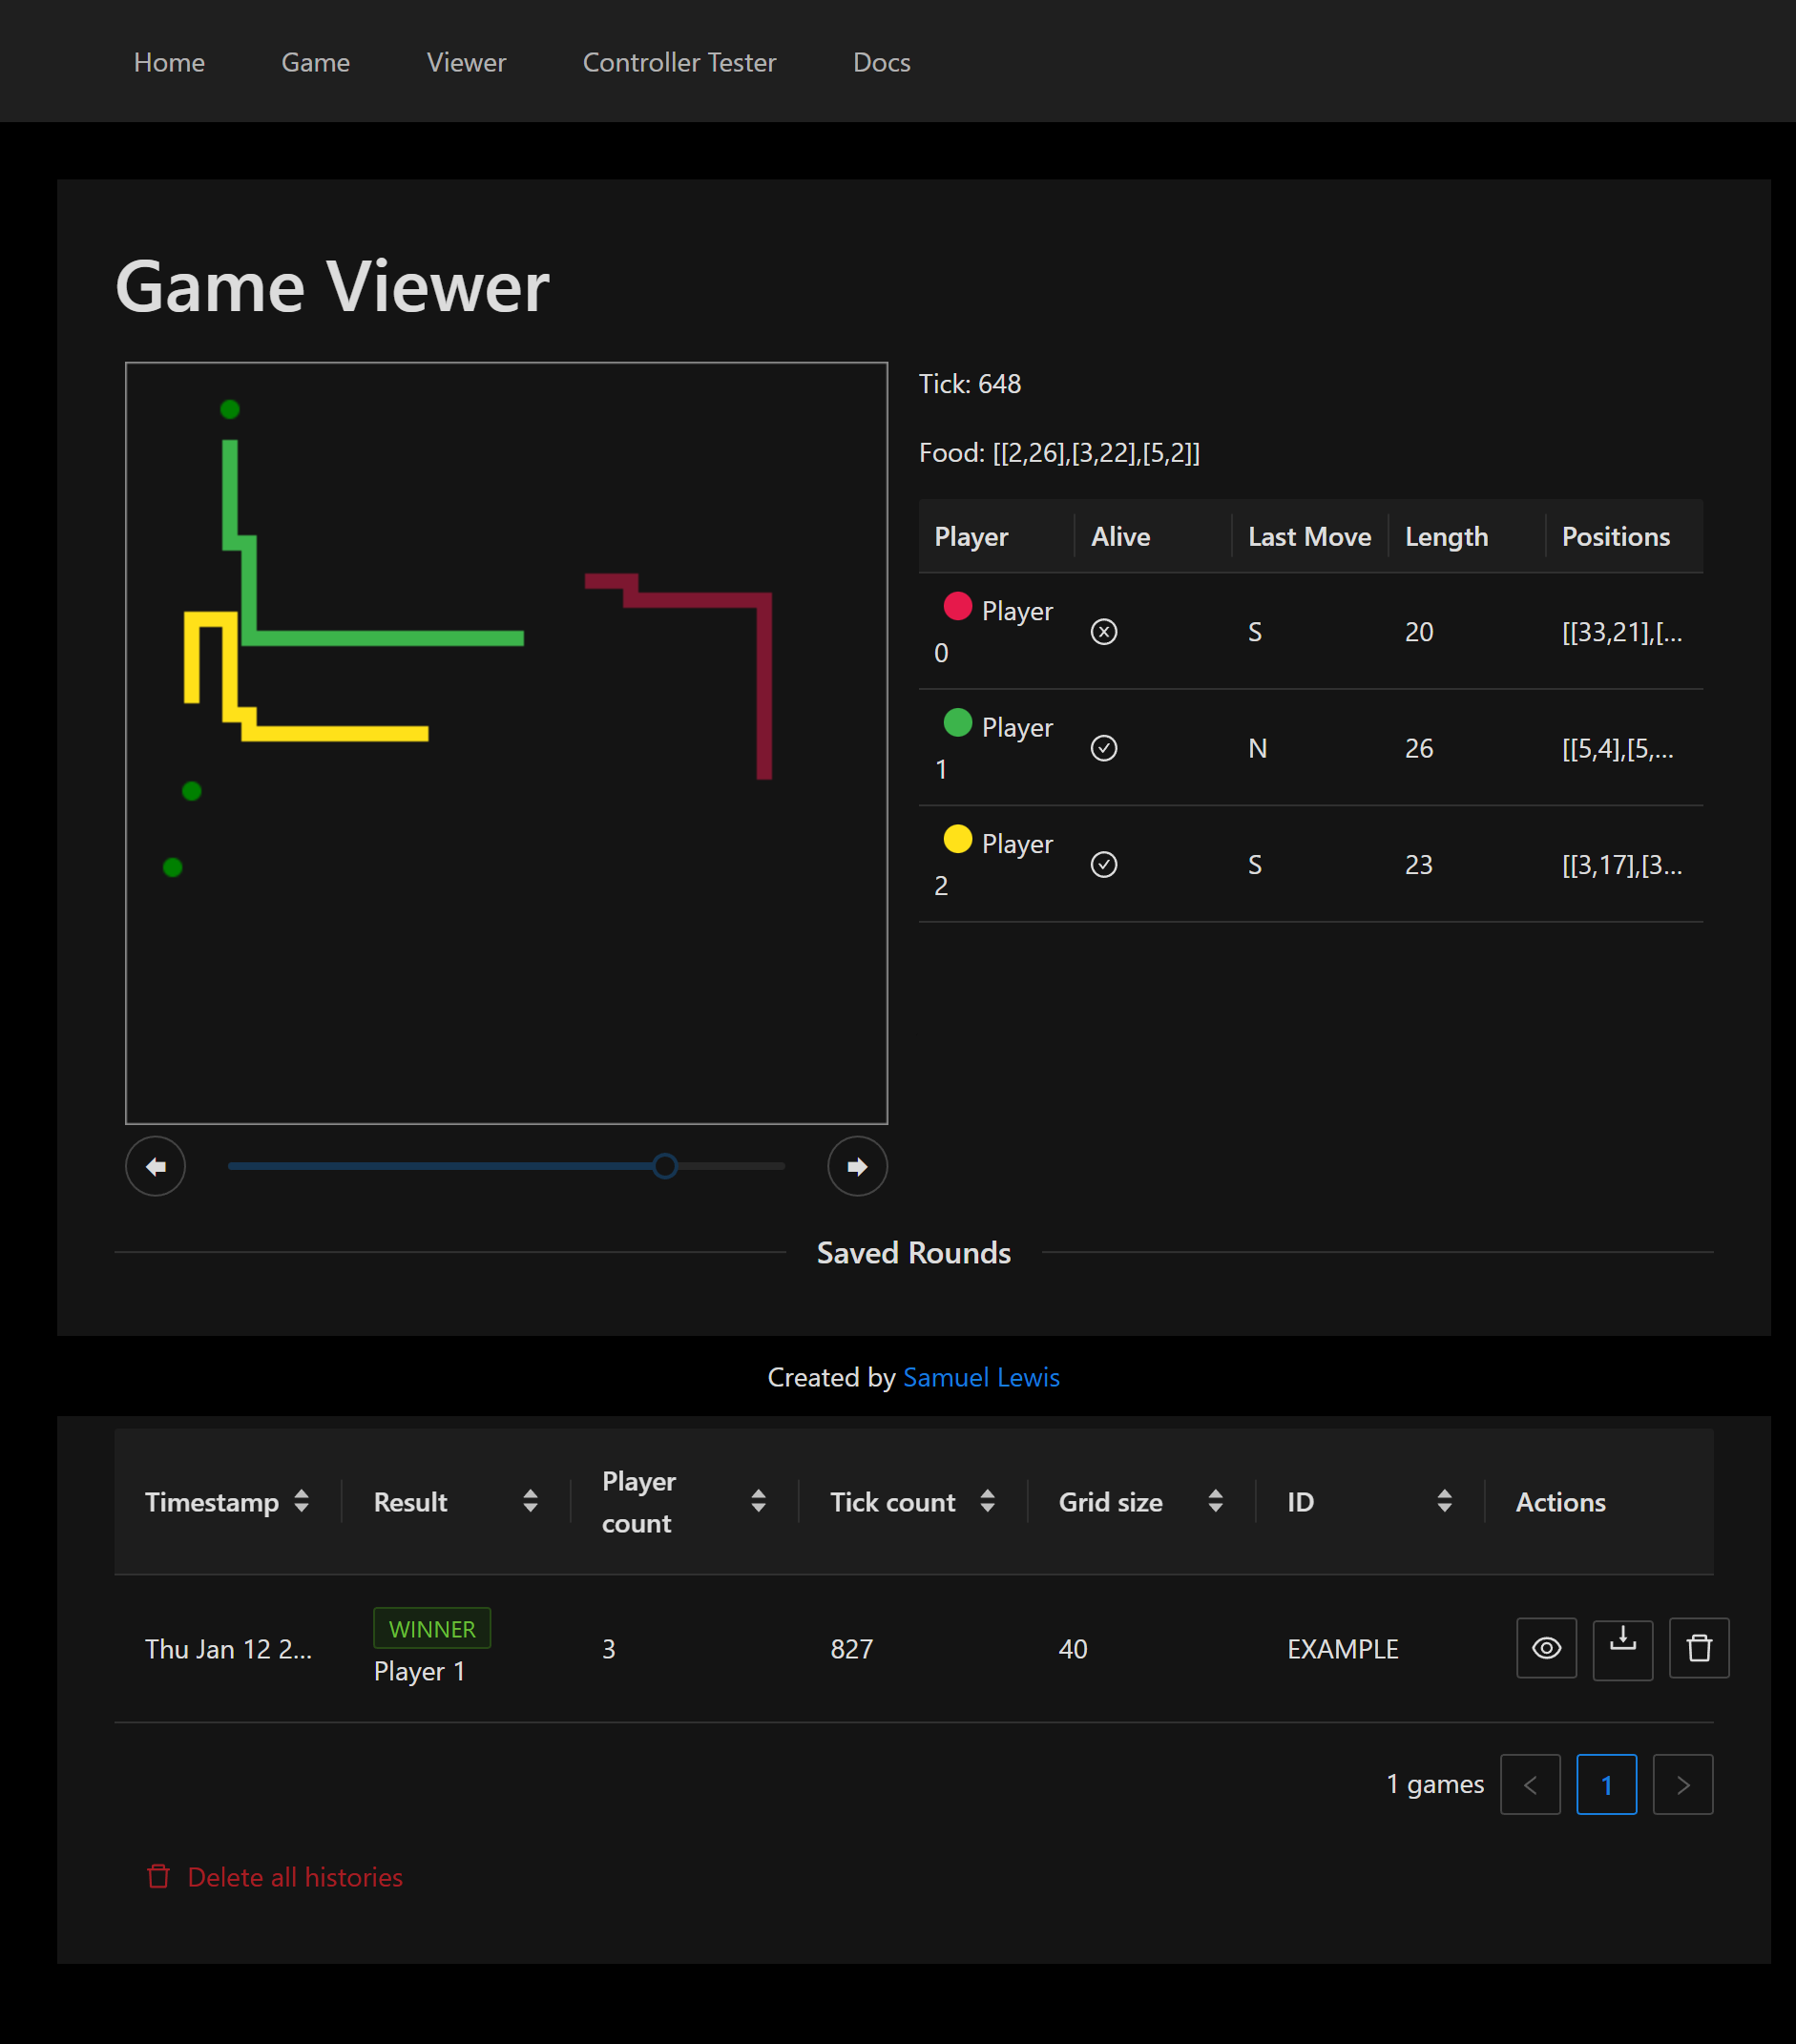 Home Game Viewer Controller Tester Docs
Game Viewer
Tick: 648
Food: [[2,26],[3,22],[5,2]]
Player Alive Last Move Length Positions
Player 0 S 20 [[33,21],[...
Player 1 N 26 [[5,4],[5,...
Player 2 S 23 [[3,17],[3...
Saved Rounds
Created by Samuel Lewis
Timestamp Result Player count Tick count Grid size ID Actions
Thu Jan 12 2... WINNER Player 1 3 827 40 EXAMPLE
1 games < 1 >
Delete all histories